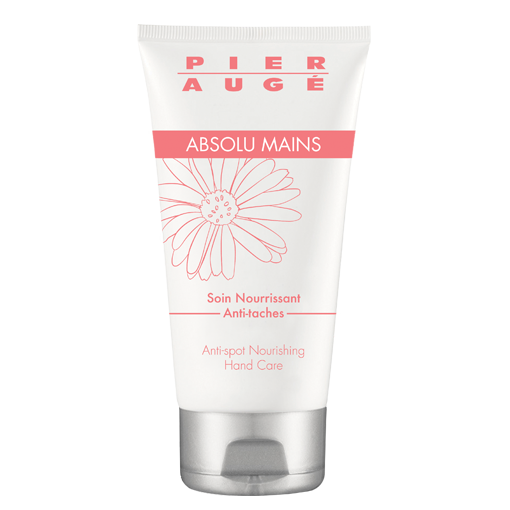 PIER
AUGÉ
ABSOLU MAINS
Soin Nourrissant
Anti-taches
Anti-spot Nourishing
Hand Care